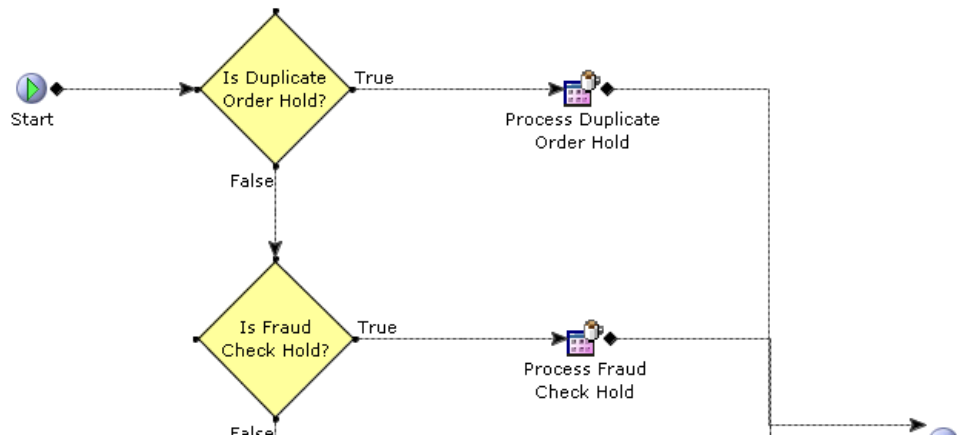 Is Duplicate
Order Hold?
True
Start
Process Duplicate
Order Hold
False
Is Fraud
Check Hold?
True
Process Fraud
Check Hold
False